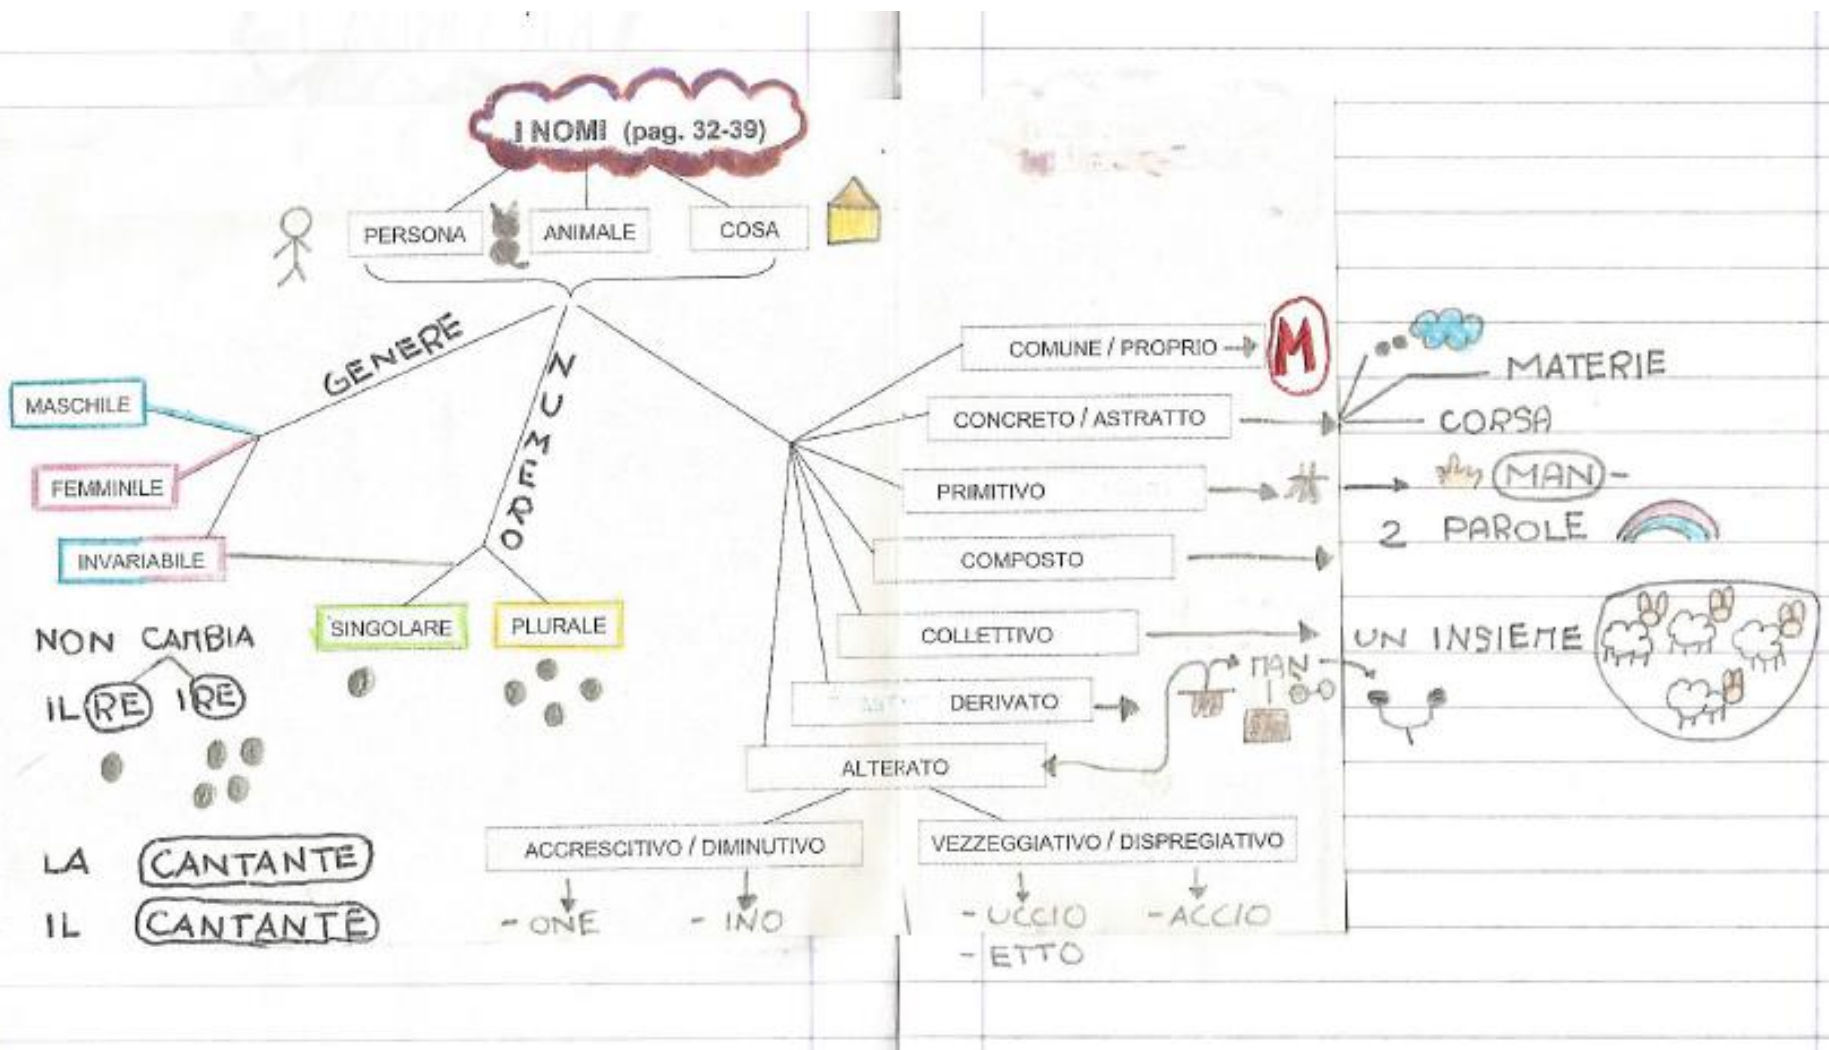 I NOMI (pag. 32-39)
PERSONA
ANIMALE
COSA
GENERE
NUMERO
MASCHILE
FEMMINILE
INVARIABILE
SINGOLARE
PLURALE
NON CAMBIA
IL RE I RE
LA CANTANTE
IL CANTANTE
COMUNE / PROPRIO
M
CONCRETO / ASTRATTO
MATERIE
CORSA
PRIMITIVO
MAN-
COMPOSTO
2 PAROLE
COLLETTIVO
UN INSIEME
DERIVATO
MAN
ALTERATO
ACCRESCITIVO / DIMINUTIVO
VEZZEGGIATIVO / DISPREGIATIVO
- ONE
- INO
- UCCIO
- ETTO
- ACCIO